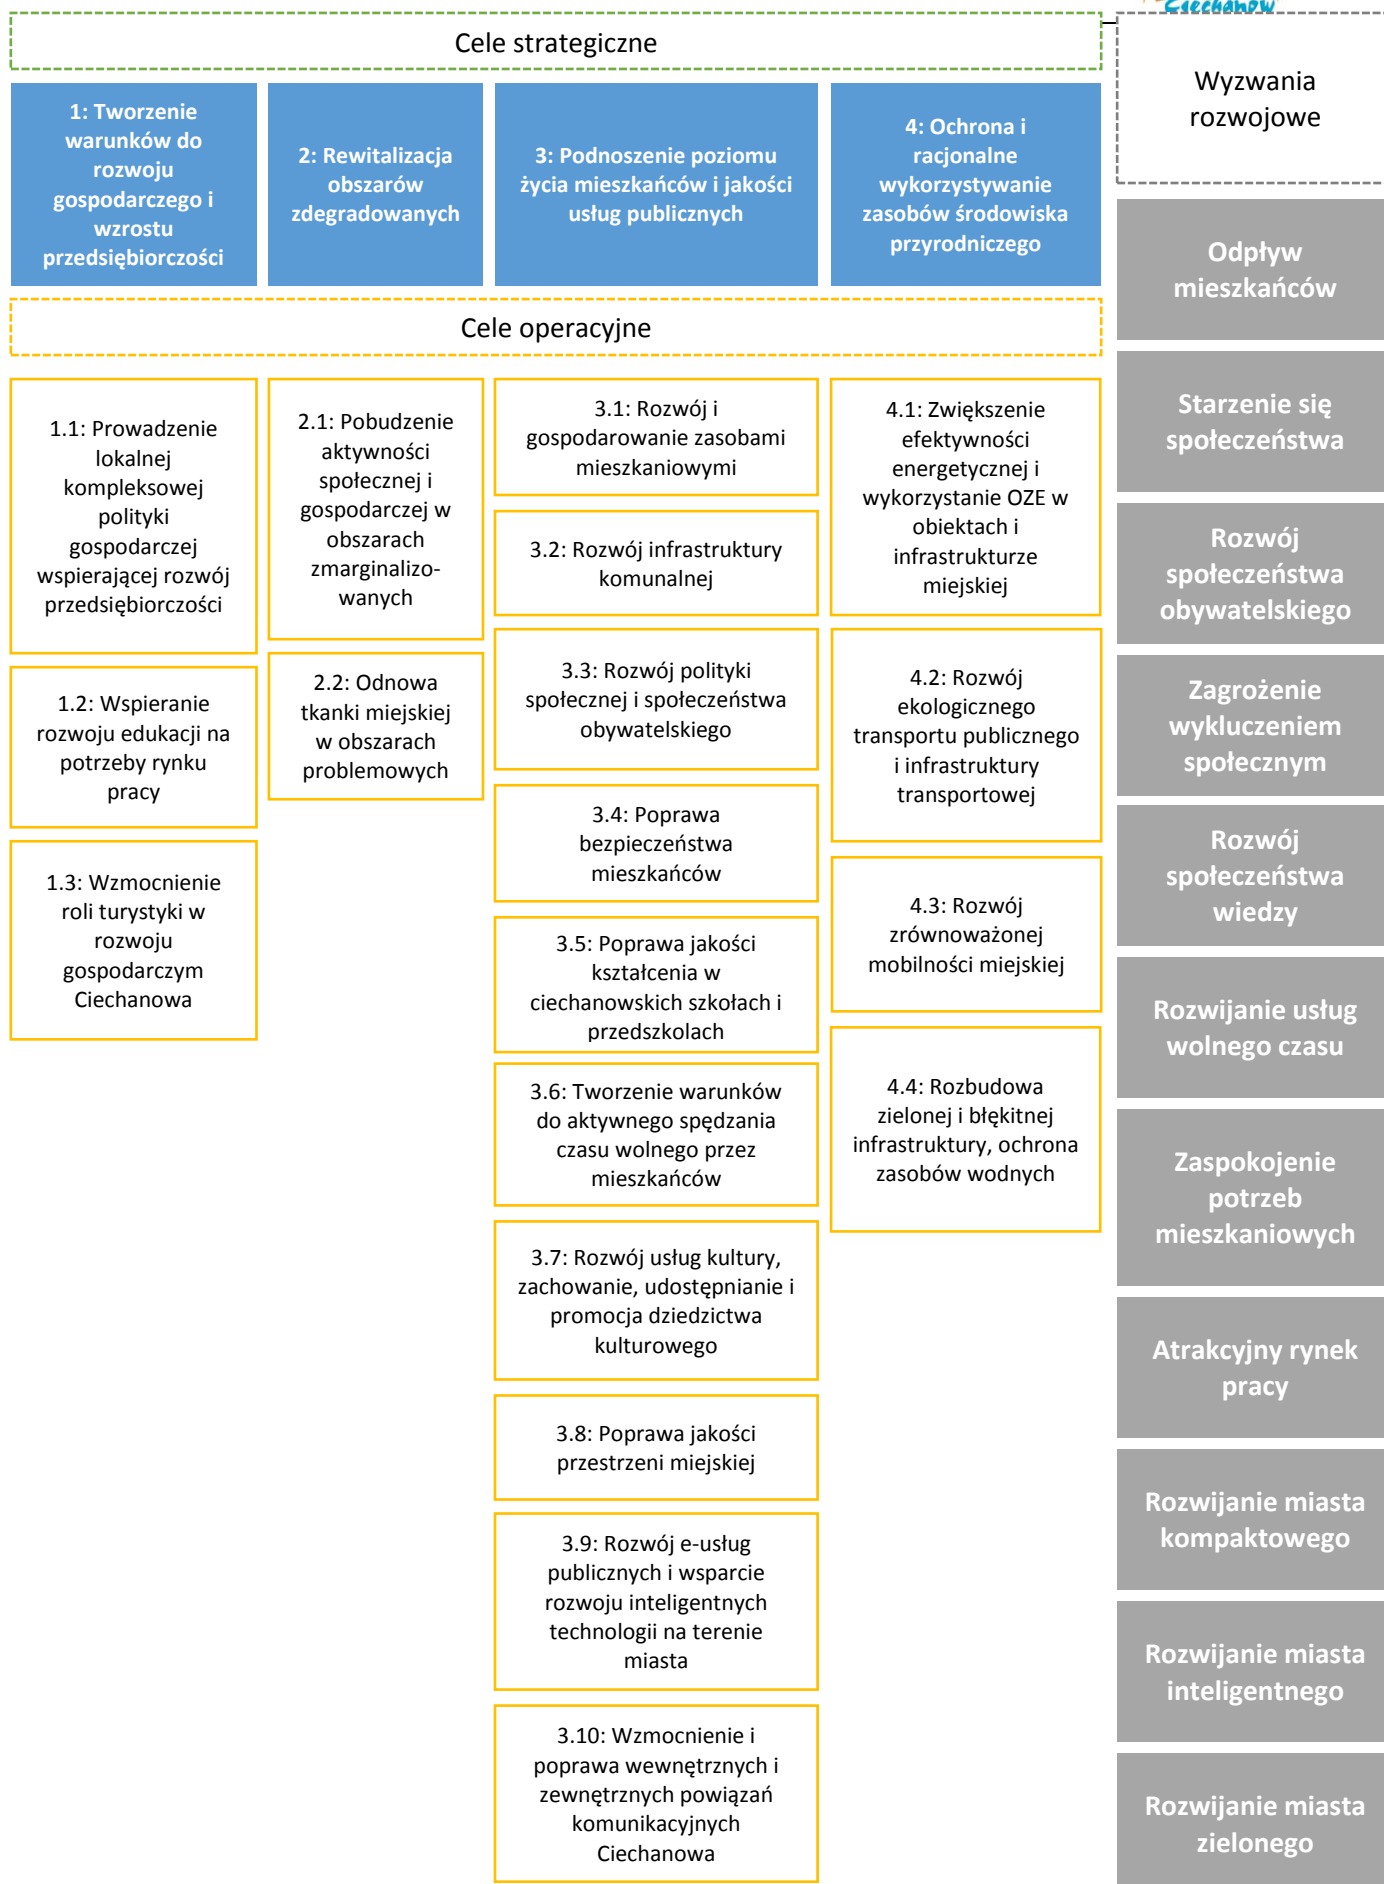 Ciechanów
Cele strategiczne
Wyzwania
rozwojowe
1: Tworzenie
warunków do
rozwoju
gospodarczego i
wzrostu
przedsiębiorczości
2: Rewitalizacja
obszarów
zdegradowanych
3: Podnoszenie poziomu
życia mieszkańców i jakości
usług publicznych
4: Ochrona i
racjonalne
wykorzystywanie
zasobów środowiska
przyrodniczego
Cele operacyjne
1.1: Prowadzenie
lokalnej
kompleksowej
polityki
gospodarczej
wspierającej rozwój
przedsiębiorczości
1.2: Wspieranie
rozwoju edukacji na
potrzeby rynku
pracy
1.3: Wzmocnienie
roli turystyki w
rozwoju
gospodarczym
Ciechanowa
2.1: Pobudzenie
aktywności
społecznej i
gospodarczej w
obszarach
zmarginalizo-
wanych
2.2: Odnowa
tkanki miejskiej
w obszarach
problemowych
3.1: Rozwój i
gospodarowanie zasobami
mieszkaniowymi
3.2: Rozwój infrastruktury
komunalnej
3.3: Rozwój polityki
społecznej i społeczeństwa
obywatelskiego
3.4: Poprawa
bezpieczeństwa
mieszkańców
3.5: Poprawa jakości
kształcenia w
ciechanowskich szkołach i
przedszkolach
3.6: Tworzenie warunków
do aktywnego spędzania
czasu wolnego przez
mieszkańców
3.7: Rozwój usług kultury,
zachowanie, udostępnianie i
promocja dziedzictwa
kulturowego
3.8: Poprawa jakości
przestrzeni miejskiej
3.9: Rozwój e-usług
publicznych i wsparcie
rozwoju inteligentnych
technologii na terenie
miasta
3.10: Wzmocnienie i
poprawa wewnętrznych i
zewnętrznych powiązań
komunikacyjnych
Ciechanowa
4.1: Zwiększenie
efektywności
energetycznej i
wykorzystanie OZE w
obiektach i
infrastrukturze
miejskiej
4.2: Rozwój
ekologicznego
transportu publicznego
i infrastruktury
transportowej
4.3: Rozwój
zrównoważonej
mobilności miejskiej
4.4: Rozbudowa
zielonej i błękitnej
infrastruktury, ochrona
zasobów wodnych
Odpływ
mieszkańców
Starzenie się
społeczeństwa
Rozwój
społeczeństwa
obywatelskiego
Zagrożenie
wykluczeniem
społecznym
Rozwój
społeczeństwa
wiedzy
Rozwijanie usług
wolnego czasu
Zaspokojenie
potrzeb
mieszkaniowych
Atrakcyjny rynek
pracy
Rozwijanie miasta
kompaktowego
Rozwijanie miasta
inteligentnego
Rozwijanie miasta
zielonego